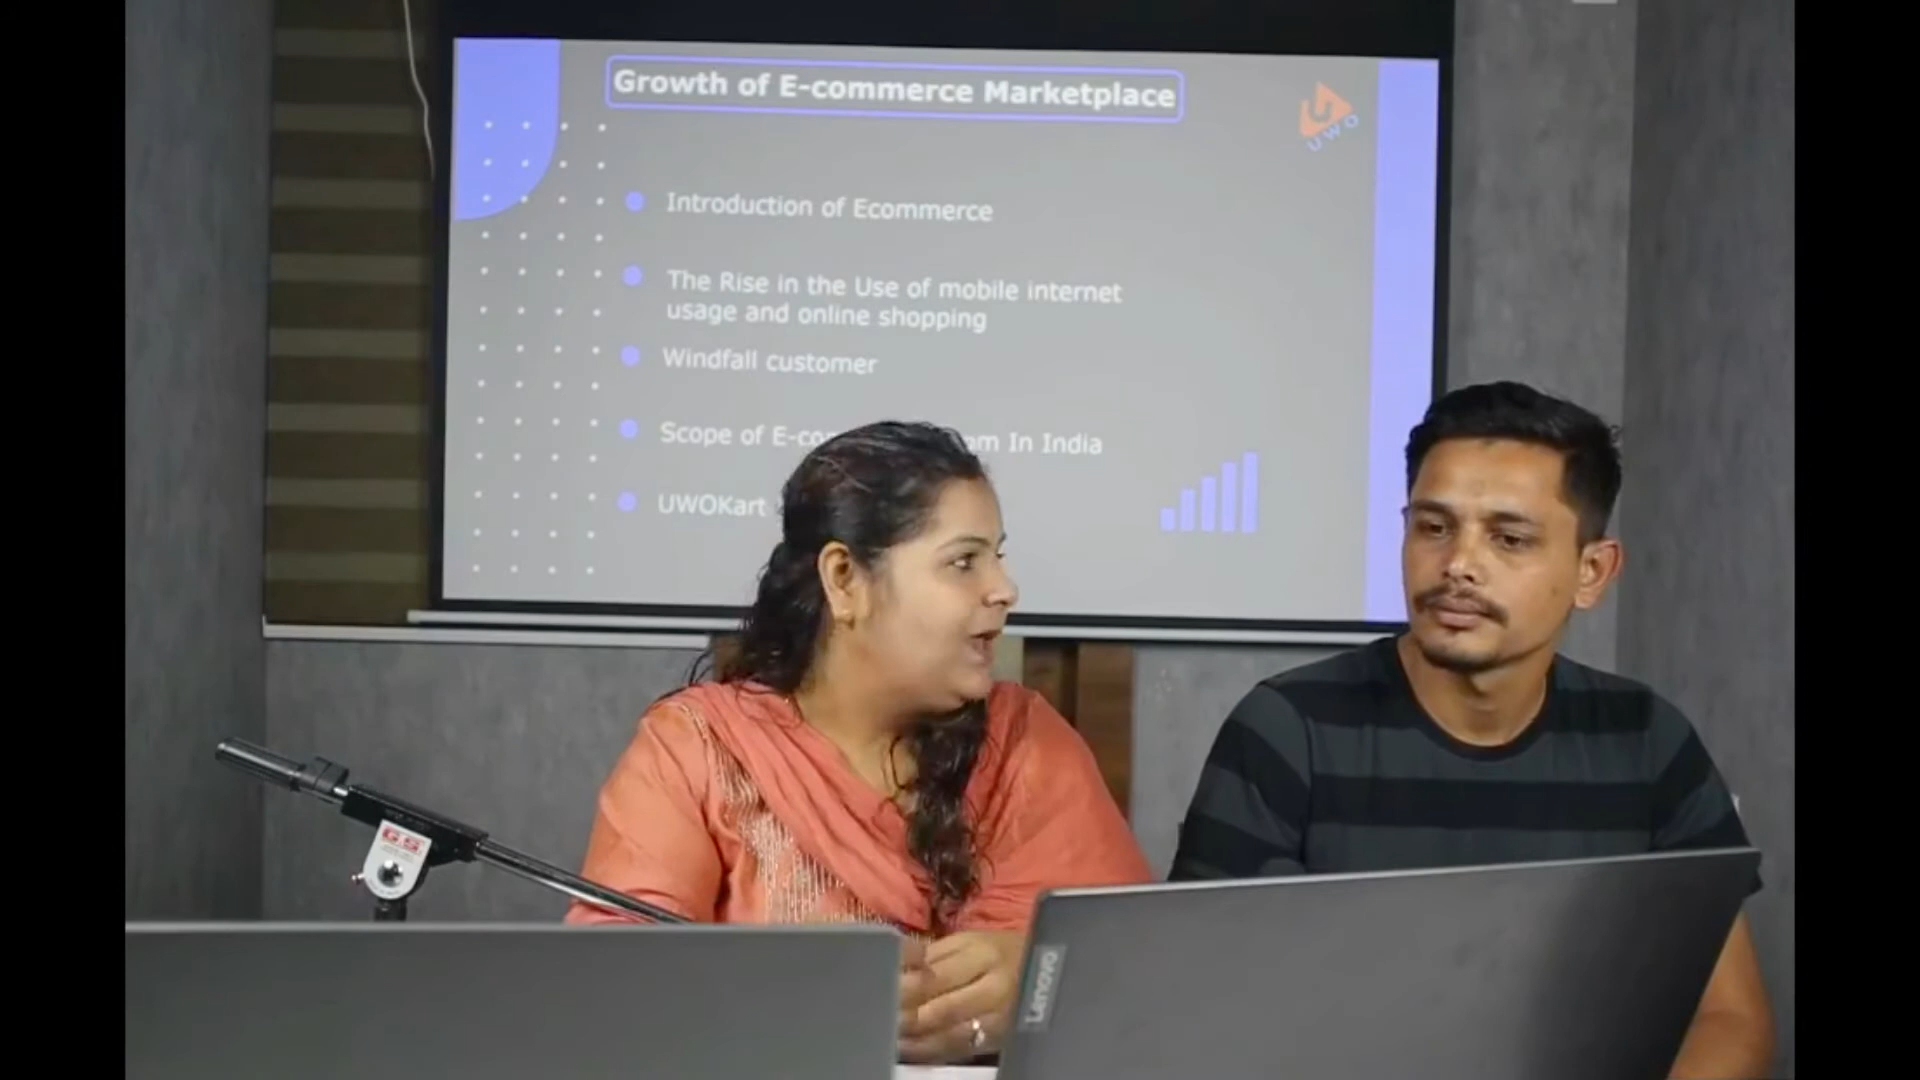 Growth of E-commerce Marketplace
UWO
Introduction of Ecommerce
The Rise in the Use of mobile internet
usage and online shopping
Windfall customer
Scope of In India
UWOKart
G.S.
Lenovo